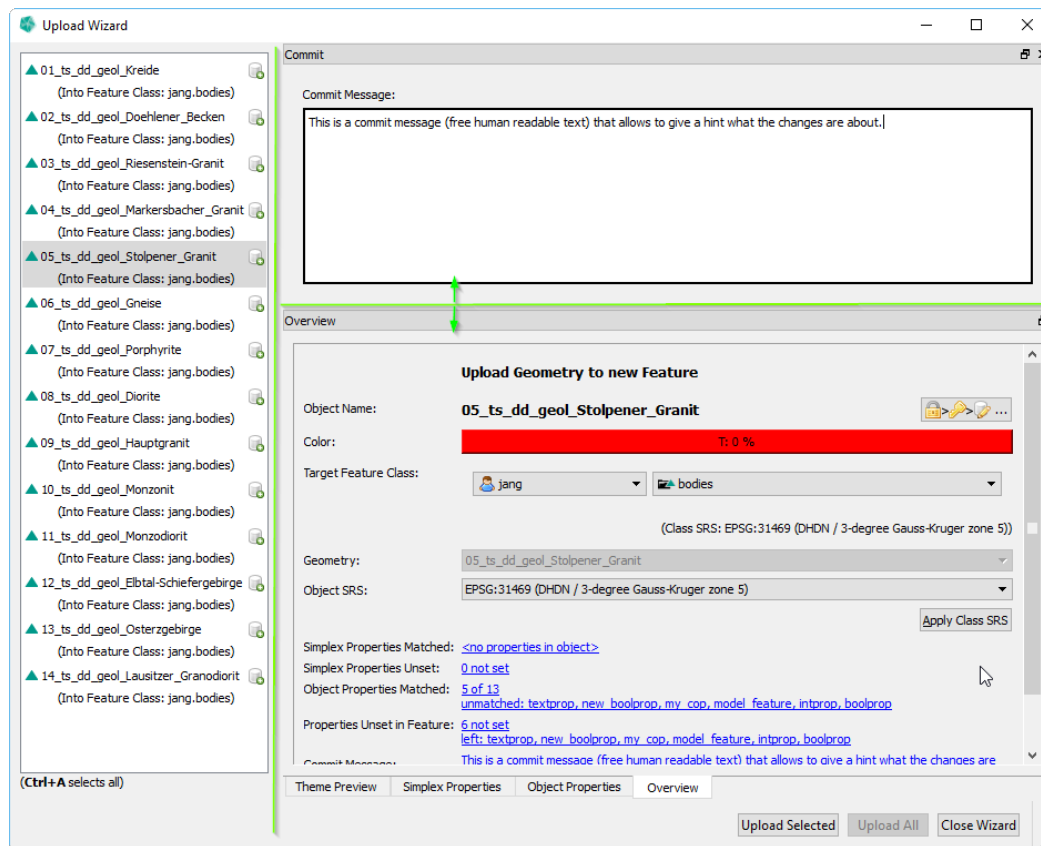 Upload Wizard
01_ts_dd_geol_Kreide
(Into Feature Class: jang.bodies)
02_ts_dd_geol_Doehlener_Becken
(Into Feature Class: jang.bodies)
03_ts_dd_geol_Riesenstein-Granit
(Into Feature Class: jang.bodies)
04_ts_dd_geol_Markersbacher_Granit
(Into Feature Class: jang.bodies)
05_ts_dd_geol_Stolpener_Granit
(Into Feature Class: jang.bodies)
06_ts_dd_geol_Gneise
(Into Feature Class: jang.bodies)
07_ts_dd_geol_Porphyrite
(Into Feature Class: jang.bodies)
08_ts_dd_geol_Diorite
(Into Feature Class: jang.bodies)
09_ts_dd_geol_Hauptgranit
(Into Feature Class: jang.bodies)
10_ts_dd_geol_Monzonit
(Into Feature Class: jang.bodies)
11_ts_dd_geol_Monzodiorit
(Into Feature Class: jang.bodies)
12_ts_dd_geol_Elbtal-Schiefergebirge
(Into Feature Class: jang.bodies)
13_ts_dd_geol_Osterzgebirge
(Into Feature Class: jang.bodies)
14_ts_dd_geol_Lausitzer_Granodiorit
(Into Feature Class: jang.bodies)
(Ctrl+A selects all)
Commit
Commit Message:
This is a commit message (free human readable text) that allows to give a hint what the changes are about.
Overview
Upload Geometry to new Feature
Object Name: 05_ts_dd_geol_Stolpener_Granit > > ...
Color: T: 0 %
Target Feature Class: jang bodies
(Class SRS: EPSG:31469 (DHDN / 3-degree Gauss-Kruger zone 5))
Geometry: 05_ts_dd_geol_Stolpener_Granit
Object SRS: EPSG:31469 (DHDN / 3-degree Gauss-Kruger zone 5)
Apply Class SRS
Simplex Properties Matched: <no properties in object>
Simplex Properties Unset: 0 not set
Object Properties Matched: 5 of 13
unmatched: textprop, new_boolprop, my_cop, model_feature, intprop, boolprop
Properties Unset in Feature: 6 not set
left: textprop, new_boolprop, my_cop, model_feature, intprop, boolprop
Commit Message: This is a commit message (free human readable text) that allows to give a hint what the changes are
Theme Preview Simplex Properties Object Properties Overview
Upload Selected Upload All Close Wizard